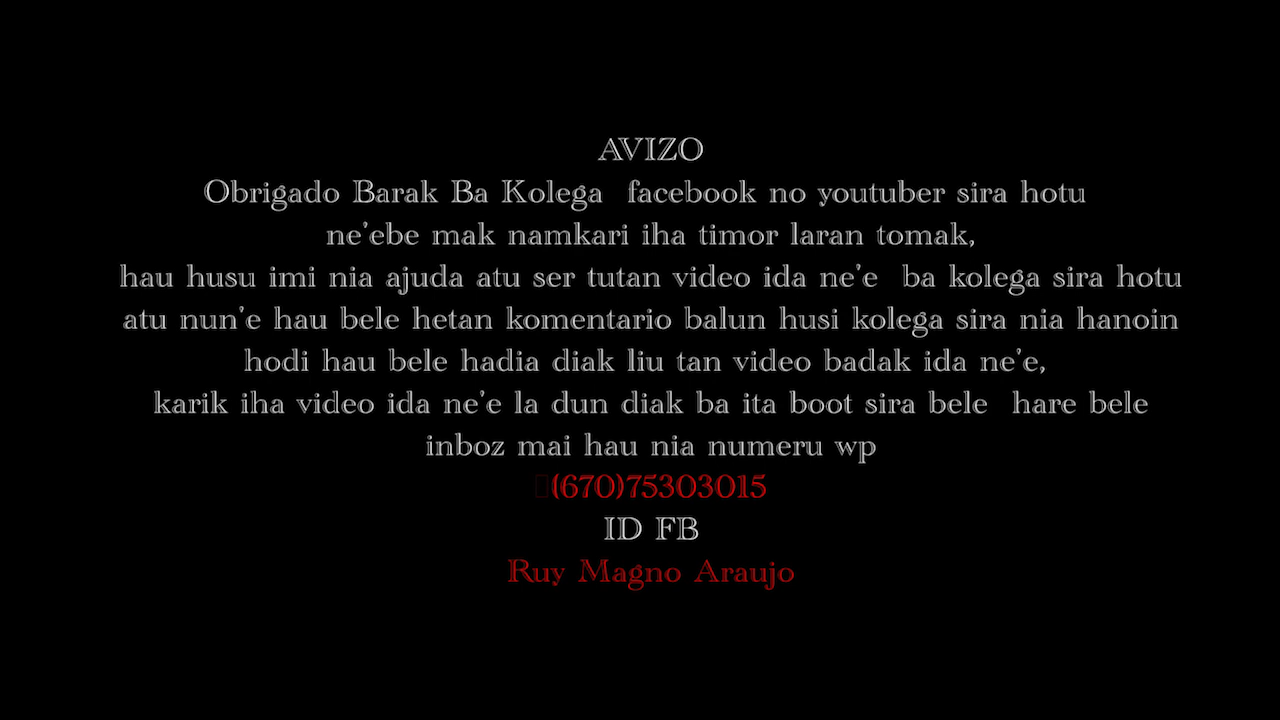 AVIZO
Obrigado Barak Ba Kolega  facebook no youtuber sira hotu
ne'ebe mak namkari iha timor laran tomak,
hau husu imi nia ajuda atu ser tutan video ida ne'e  ba kolega sira hotu
atu nun'e hau bele hetan komentario balun husi kolega sira nia hanoin
hodi hau bele hadia diak liu tan video badak ida ne'e,
karik iha video ida ne'e la dun diak ba ita boot sira bele  hare bele
inboz mai hau nia numeru wp
(670)75303015
ID FB
Ruy Magno Araujo